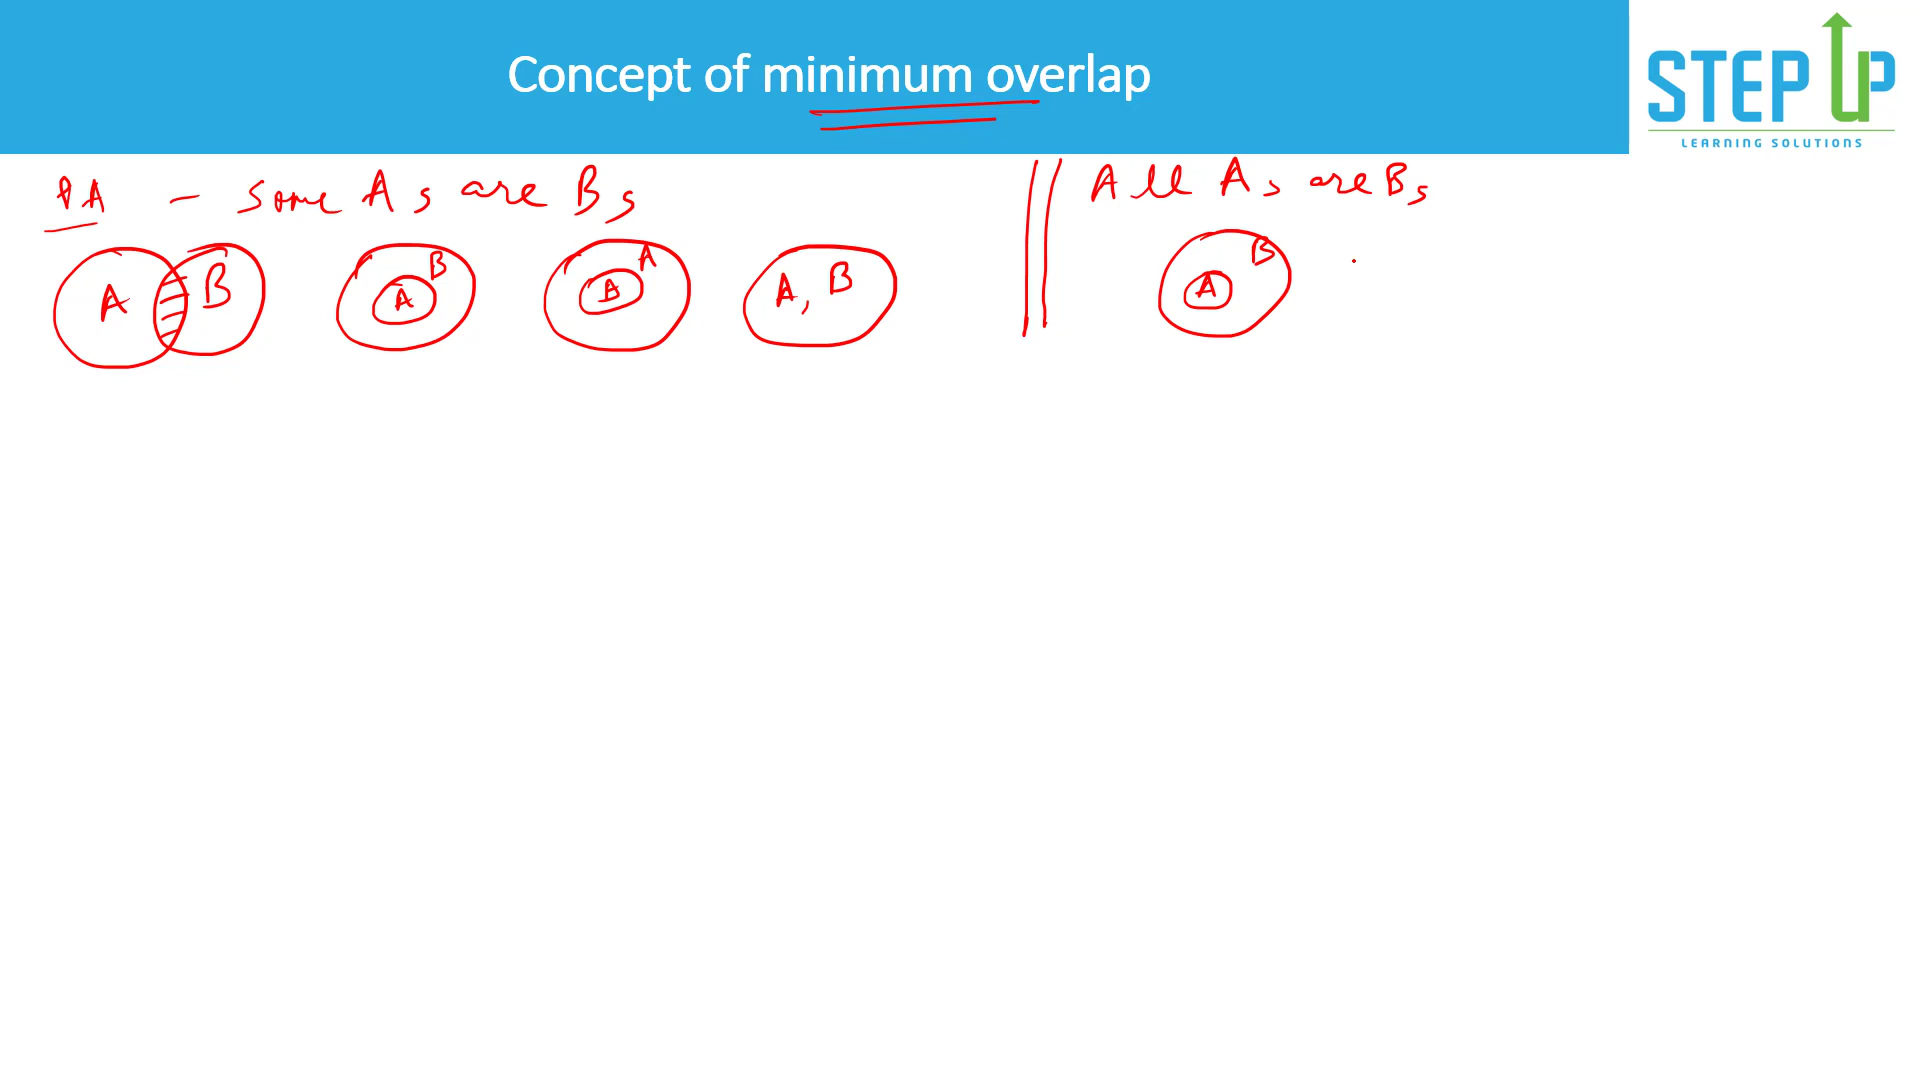 Concept of minimum overlap
STEP UP
LEARNING SOLUTIONS
PA - Some As are Bs
All As are Bs
A B
B
A
A
B
A, B
B
A